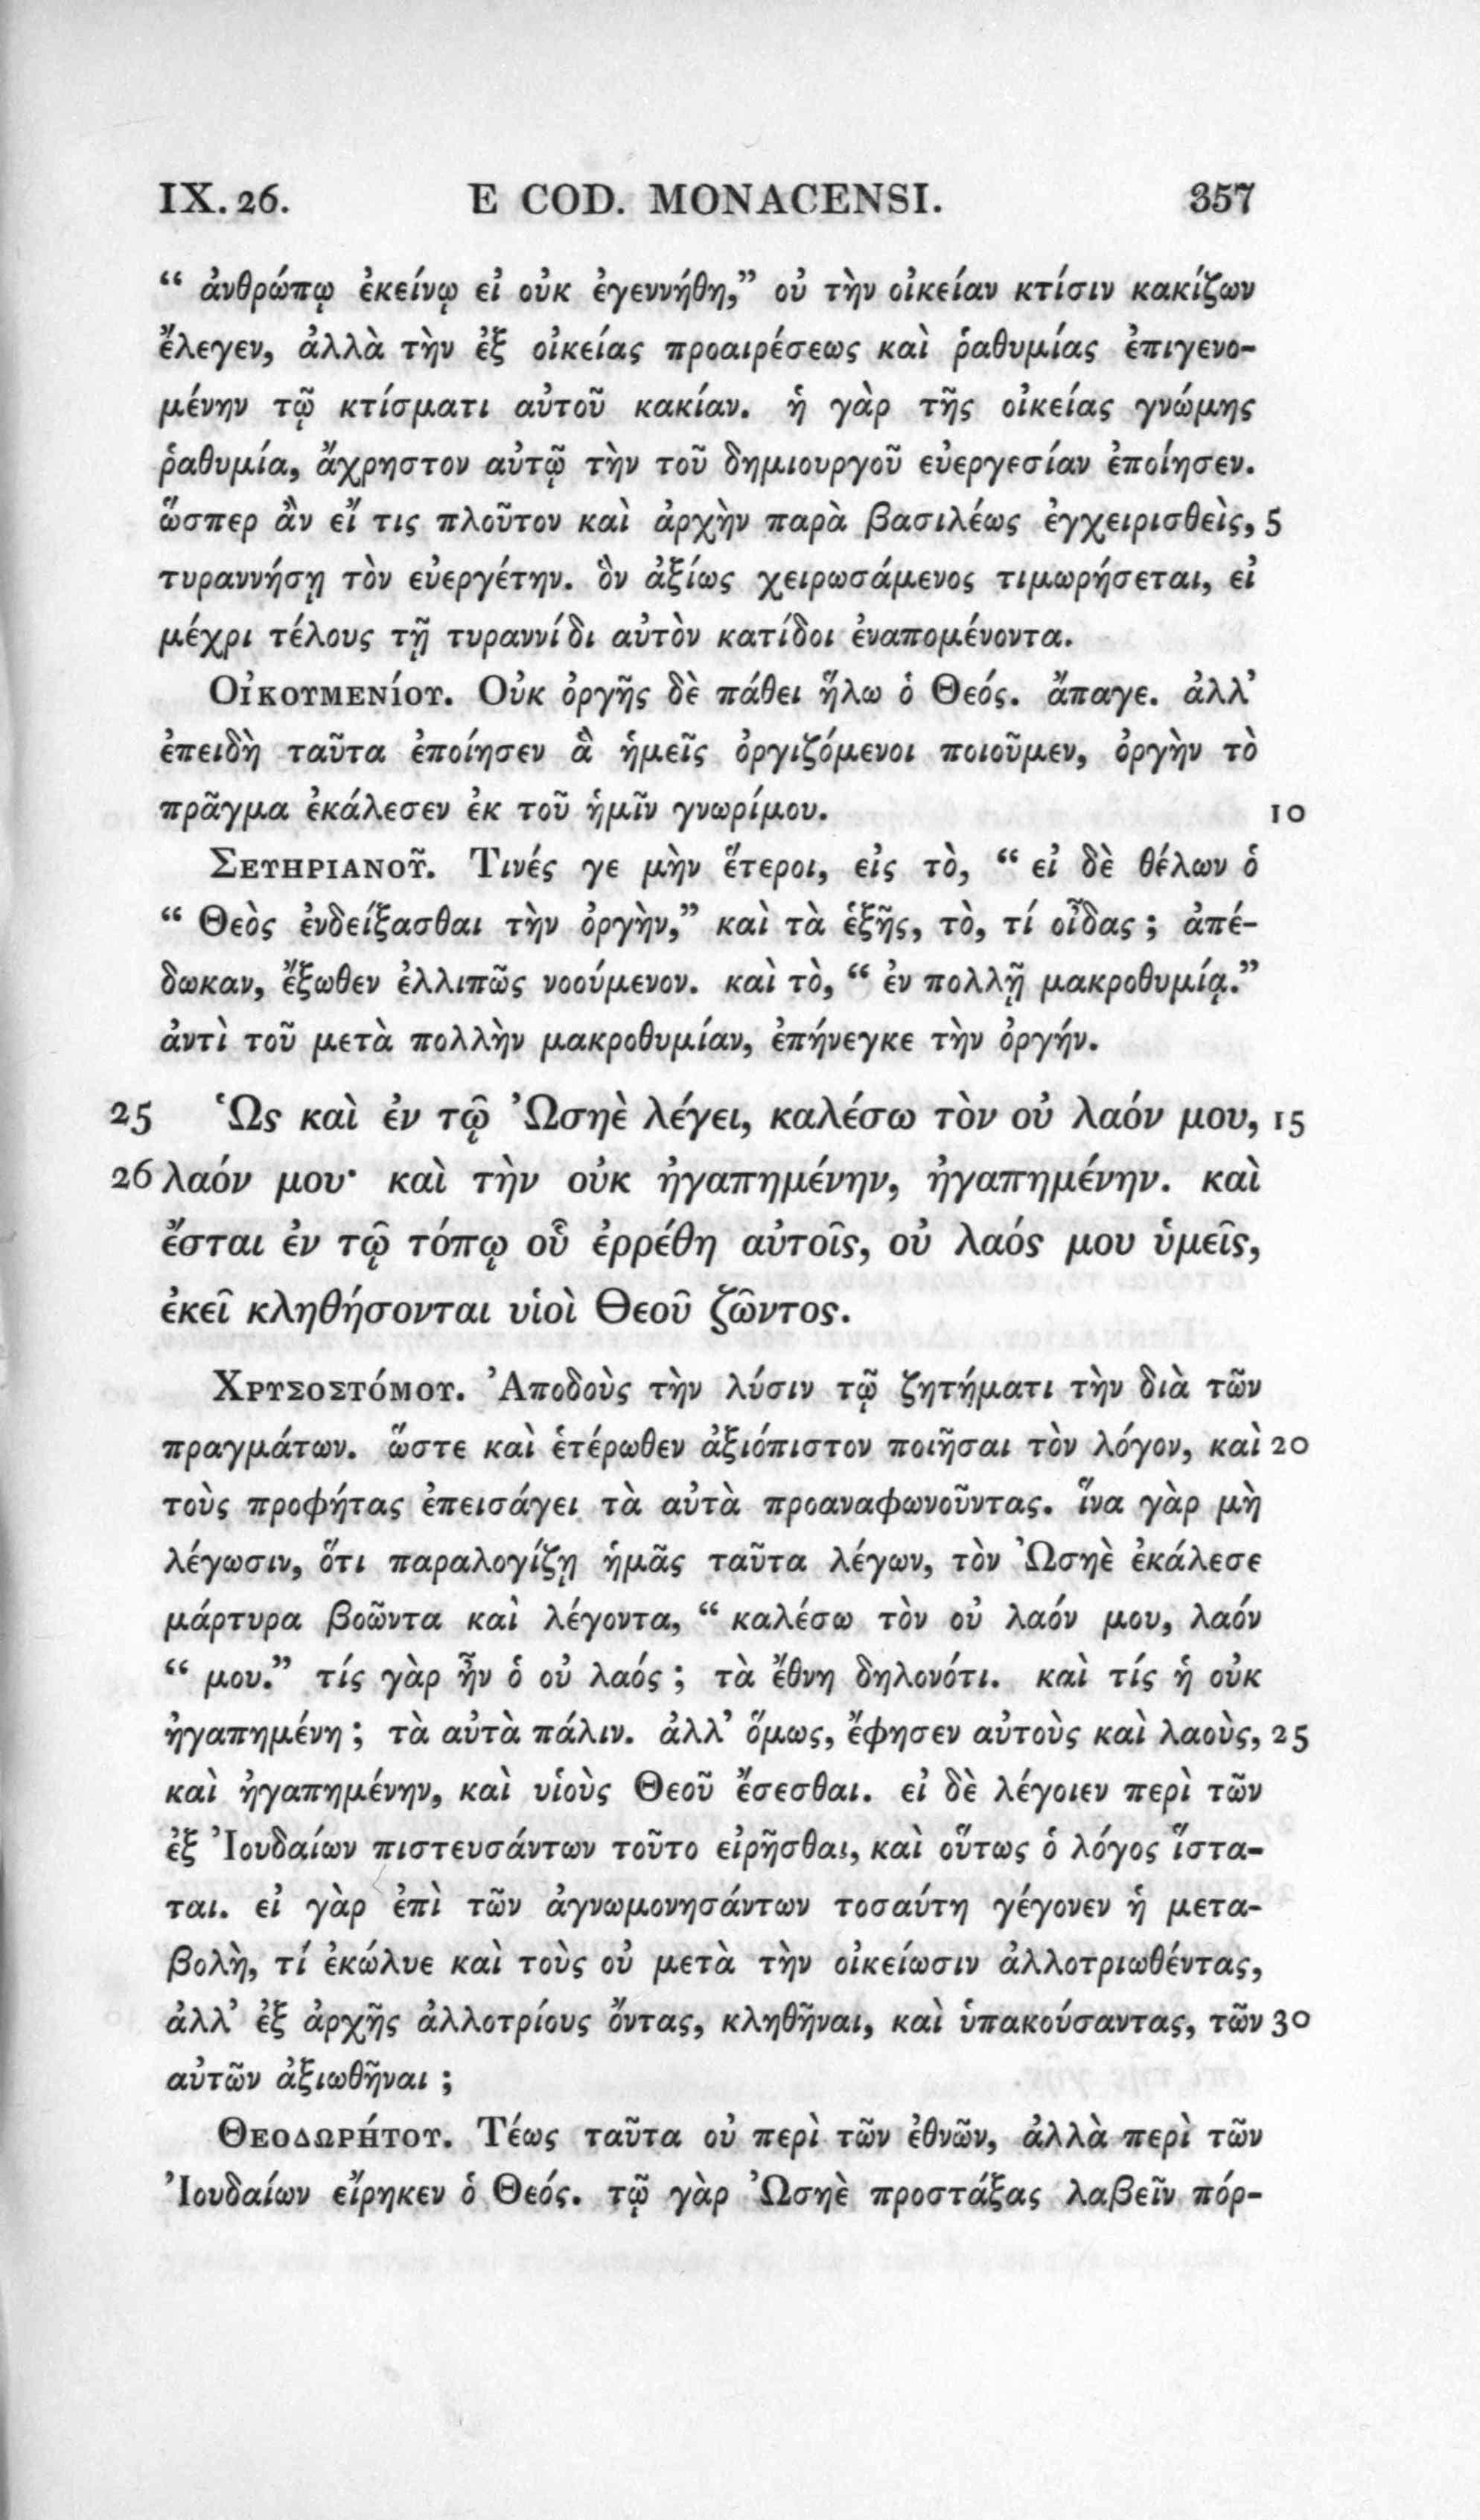 IX. 26. E COD. MONACENSI. 357
“ ἀνθρώπῳ ἐκείνῳ εἰ οὐκ ἐγεννήθη,” οὐ τὴν οἰκείαν κτίσιν κακίζων
ἔλεγεν, ἀλλὰ τὴν ἐξ οἰκείας προαιρέσεως καὶ ῥαθυμίας ἐπιγενο-
μένην τῷ κτίσματι αὐτοῦ κακίαν. ἡ γὰρ τῆς οἰκείας γνώμης
ῥαθυμία, ἄχρηστον αὐτῷ τὴν τοῦ δημιουργοῦ εὐεργεσίαν ἐποίησεν.
ὥσπερ ἂν εἴ τις πλοῦτον καὶ ἀρχὴν παρὰ βασιλέως ἐγχειρισθεὶς, 5
τυραννήσῃ τὸν εὐεργέτην. ὃν ἀξίως χειρωσάμενος τιμωρήσεται, εἰ
μέχρι τέλους τῇ τυραννίδι αὐτὸν κατίδοι ἐναπομένοντα.
Οἰκουμενίου. Οὐκ ὀργῆς δὲ πάθει ἥλω ὁ Θεός. ἄπαγε. ἀλλ’
ἐπειδὴ ταῦτα ἐποίησεν ἃ ἡμεῖς ὀργιζόμενοι ποιοῦμεν, ὀργὴν τὸ
πρᾶγμα ἐκάλεσεν ἐκ τοῦ ἡμῖν γνωρίμου. 10
Σευηριανοῦ. Τινές γε μὴν ἕτεροι, εἰς τὸ, “ εἰ δὲ θέλων ὁ
“ Θεὸς ἐνδείξασθαι τὴν ὀργὴν,” καὶ τὰ ἑξῆς, τὸ, τί οἶδας ; ἀπέ-
δωκαν, ἔξωθεν ἐλλιπῶς νοούμενον. καὶ τὸ, “ ἐν πολλῇ μακροθυμίᾳ.”
ἀντὶ τοῦ μετὰ πολλὴν μακροθυμίαν, ἐπήνεγκε τὴν ὀργήν.
25 Ὡς καὶ ἐν τῷ Ὠσηὲ λέγει, καλέσω τὸν οὐ λαόν μου, 15
26 λαόν μου· καὶ τὴν οὐκ ἠγαπημένην, ἠγαπημένην. καὶ
ἔσται ἐν τῷ τόπῳ οὗ ἐρρέθη αὐτοῖς, οὐ λαός μου ὑμεῖς,
ἐκεῖ κληθήσονται υἱοὶ Θεοῦ ζῶντος.
Χρυσοστόμου. Ἀποδοὺς τὴν λύσιν τῷ ζητήματι τὴν διὰ τῶν
πραγμάτων. ὥστε καὶ ἑτέρωθεν ἀξιόπιστον ποιῆσαι τὸν λόγον, καὶ 20
τοὺς προφήτας ἐπεισάγει τὰ αὐτὰ προαναφωνοῦντας. ἵνα γὰρ μὴ
λέγωσιν, ὅτι παραλογίζῃ ἡμᾶς ταῦτα λέγων, τὸν Ὠσηὲ ἐκάλεσε
μάρτυρα βοῶντα καὶ λέγοντα, “ καλέσω τὸν οὐ λαόν μου, λαόν
“ μου.” τίς γὰρ ἦν ὁ οὐ λαός ; τὰ ἔθνη δηλονότι. καὶ τίς ἡ οὐκ
ἠγαπημένη ; τὰ αὐτὰ πάλιν. ἀλλ’ ὅμως, ἔφησεν αὐτοὺς καὶ λαοὺς, 25
καὶ ἠγαπημένην, καὶ υἱοὺς Θεοῦ ἔσεσθαι. εἰ δὲ λέγοιεν περὶ τῶν
ἐξ Ἰουδαίων πιστευσάντων τοῦτο εἰρῆσθαι, καὶ οὕτως ὁ λόγος ἵστα-
ται. εἰ γὰρ ἐπὶ τῶν ἀγνωμονησάντων τοσαύτη γέγονεν ἡ μετα-
βολὴ, τί ἐκώλυε καὶ τοὺς οὐ μετὰ τὴν οἰκείωσιν ἀλλοτριωθέντας,
ἀλλ’ ἐξ ἀρχῆς ἀλλοτρίους ὄντας, κληθῆναι, καὶ ὑπακούσαντας, τῶν 30
αὐτῶν ἀξιωθῆναι ;
Θεοδωρήτου. Τέως ταῦτα οὐ περὶ τῶν ἐθνῶν, ἀλλὰ περὶ τῶν
Ἰουδαίων εἴρηκεν ὁ Θεός. τῷ γὰρ Ὠσηὲ προστάξας λαβεῖν πόρ-